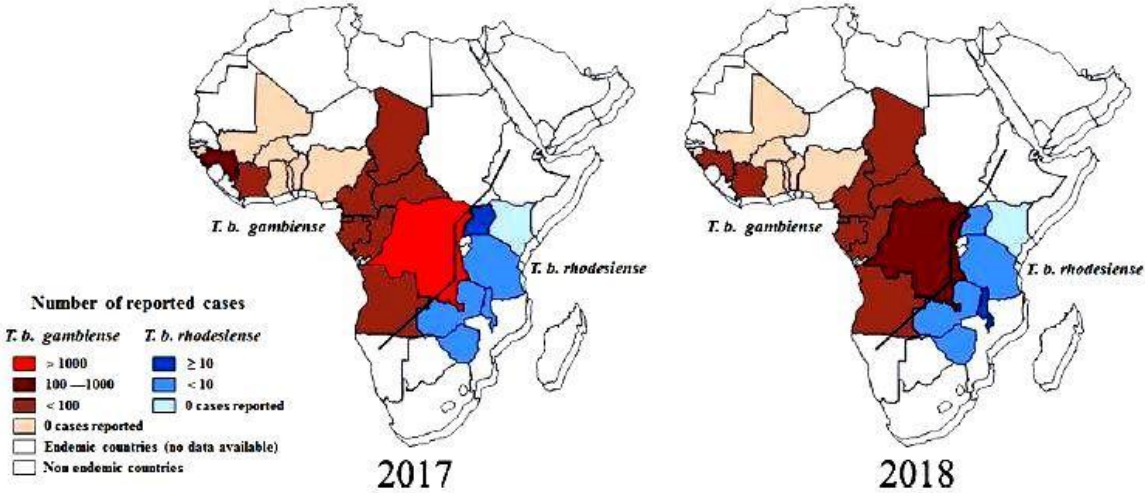 T. b. gambiense
T. b. rhodesiense
T. b. gambiense
T. b. rhodesiense
Number of reported cases
T. b. gambiense T. b. rhodesiense
> 1000 ≥ 10
100 —1000 < 10
< 100 0 cases reported
0 cases reported
Endemic countries (no data available)
Non endemic countries
2017
2018